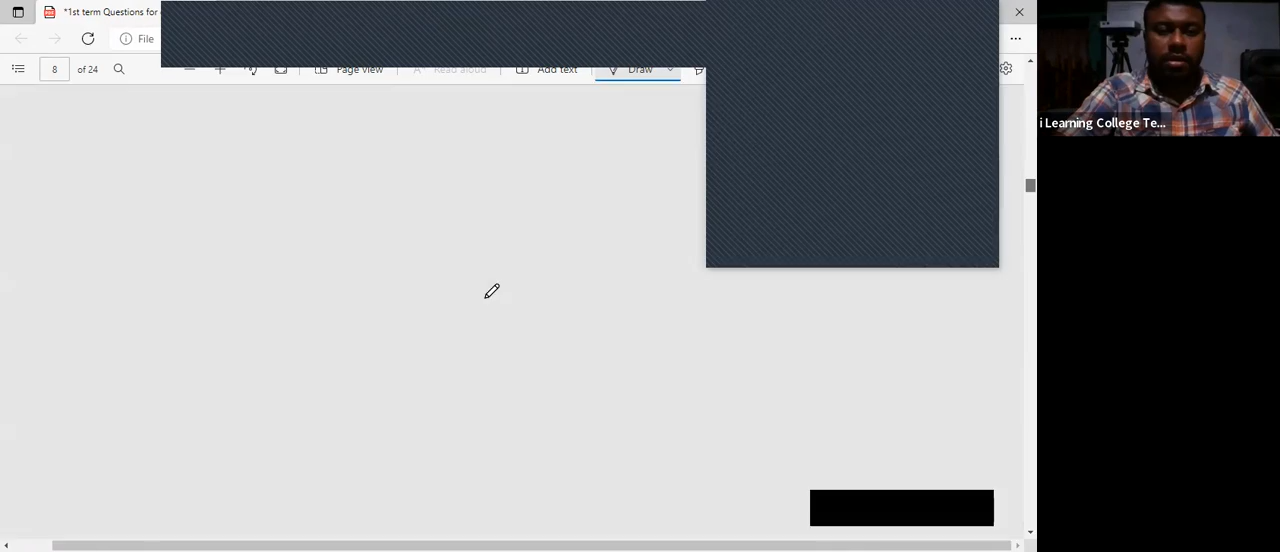 *1st term Questions for
File
8 of 24
Page view
Read aloud
Add text
Draw
i Learning College Te...